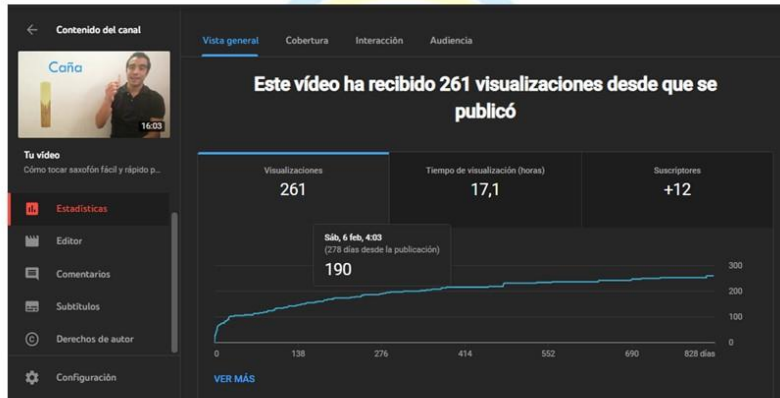 Contenido del canal
Caña
16:03
Tu vídeo
Cómo tocar saxofón fácil y rápido p...
Estadísticas
Editor
Comentarios
Subtítulos
Derechos de autor
Configuración
Vista general Cobertura Interacción Audiencia
Este vídeo ha recibido 261 visualizaciones desde que se
publicó
Visualizaciones
261
Tiempo de visualización (horas)
17,1
Suscriptores
+12
Sáb, 6 feb, 4:03
(278 días desde la publicación)
190
300
200
100
0
0 138 276 414 552 690 828 días
VER MÁS